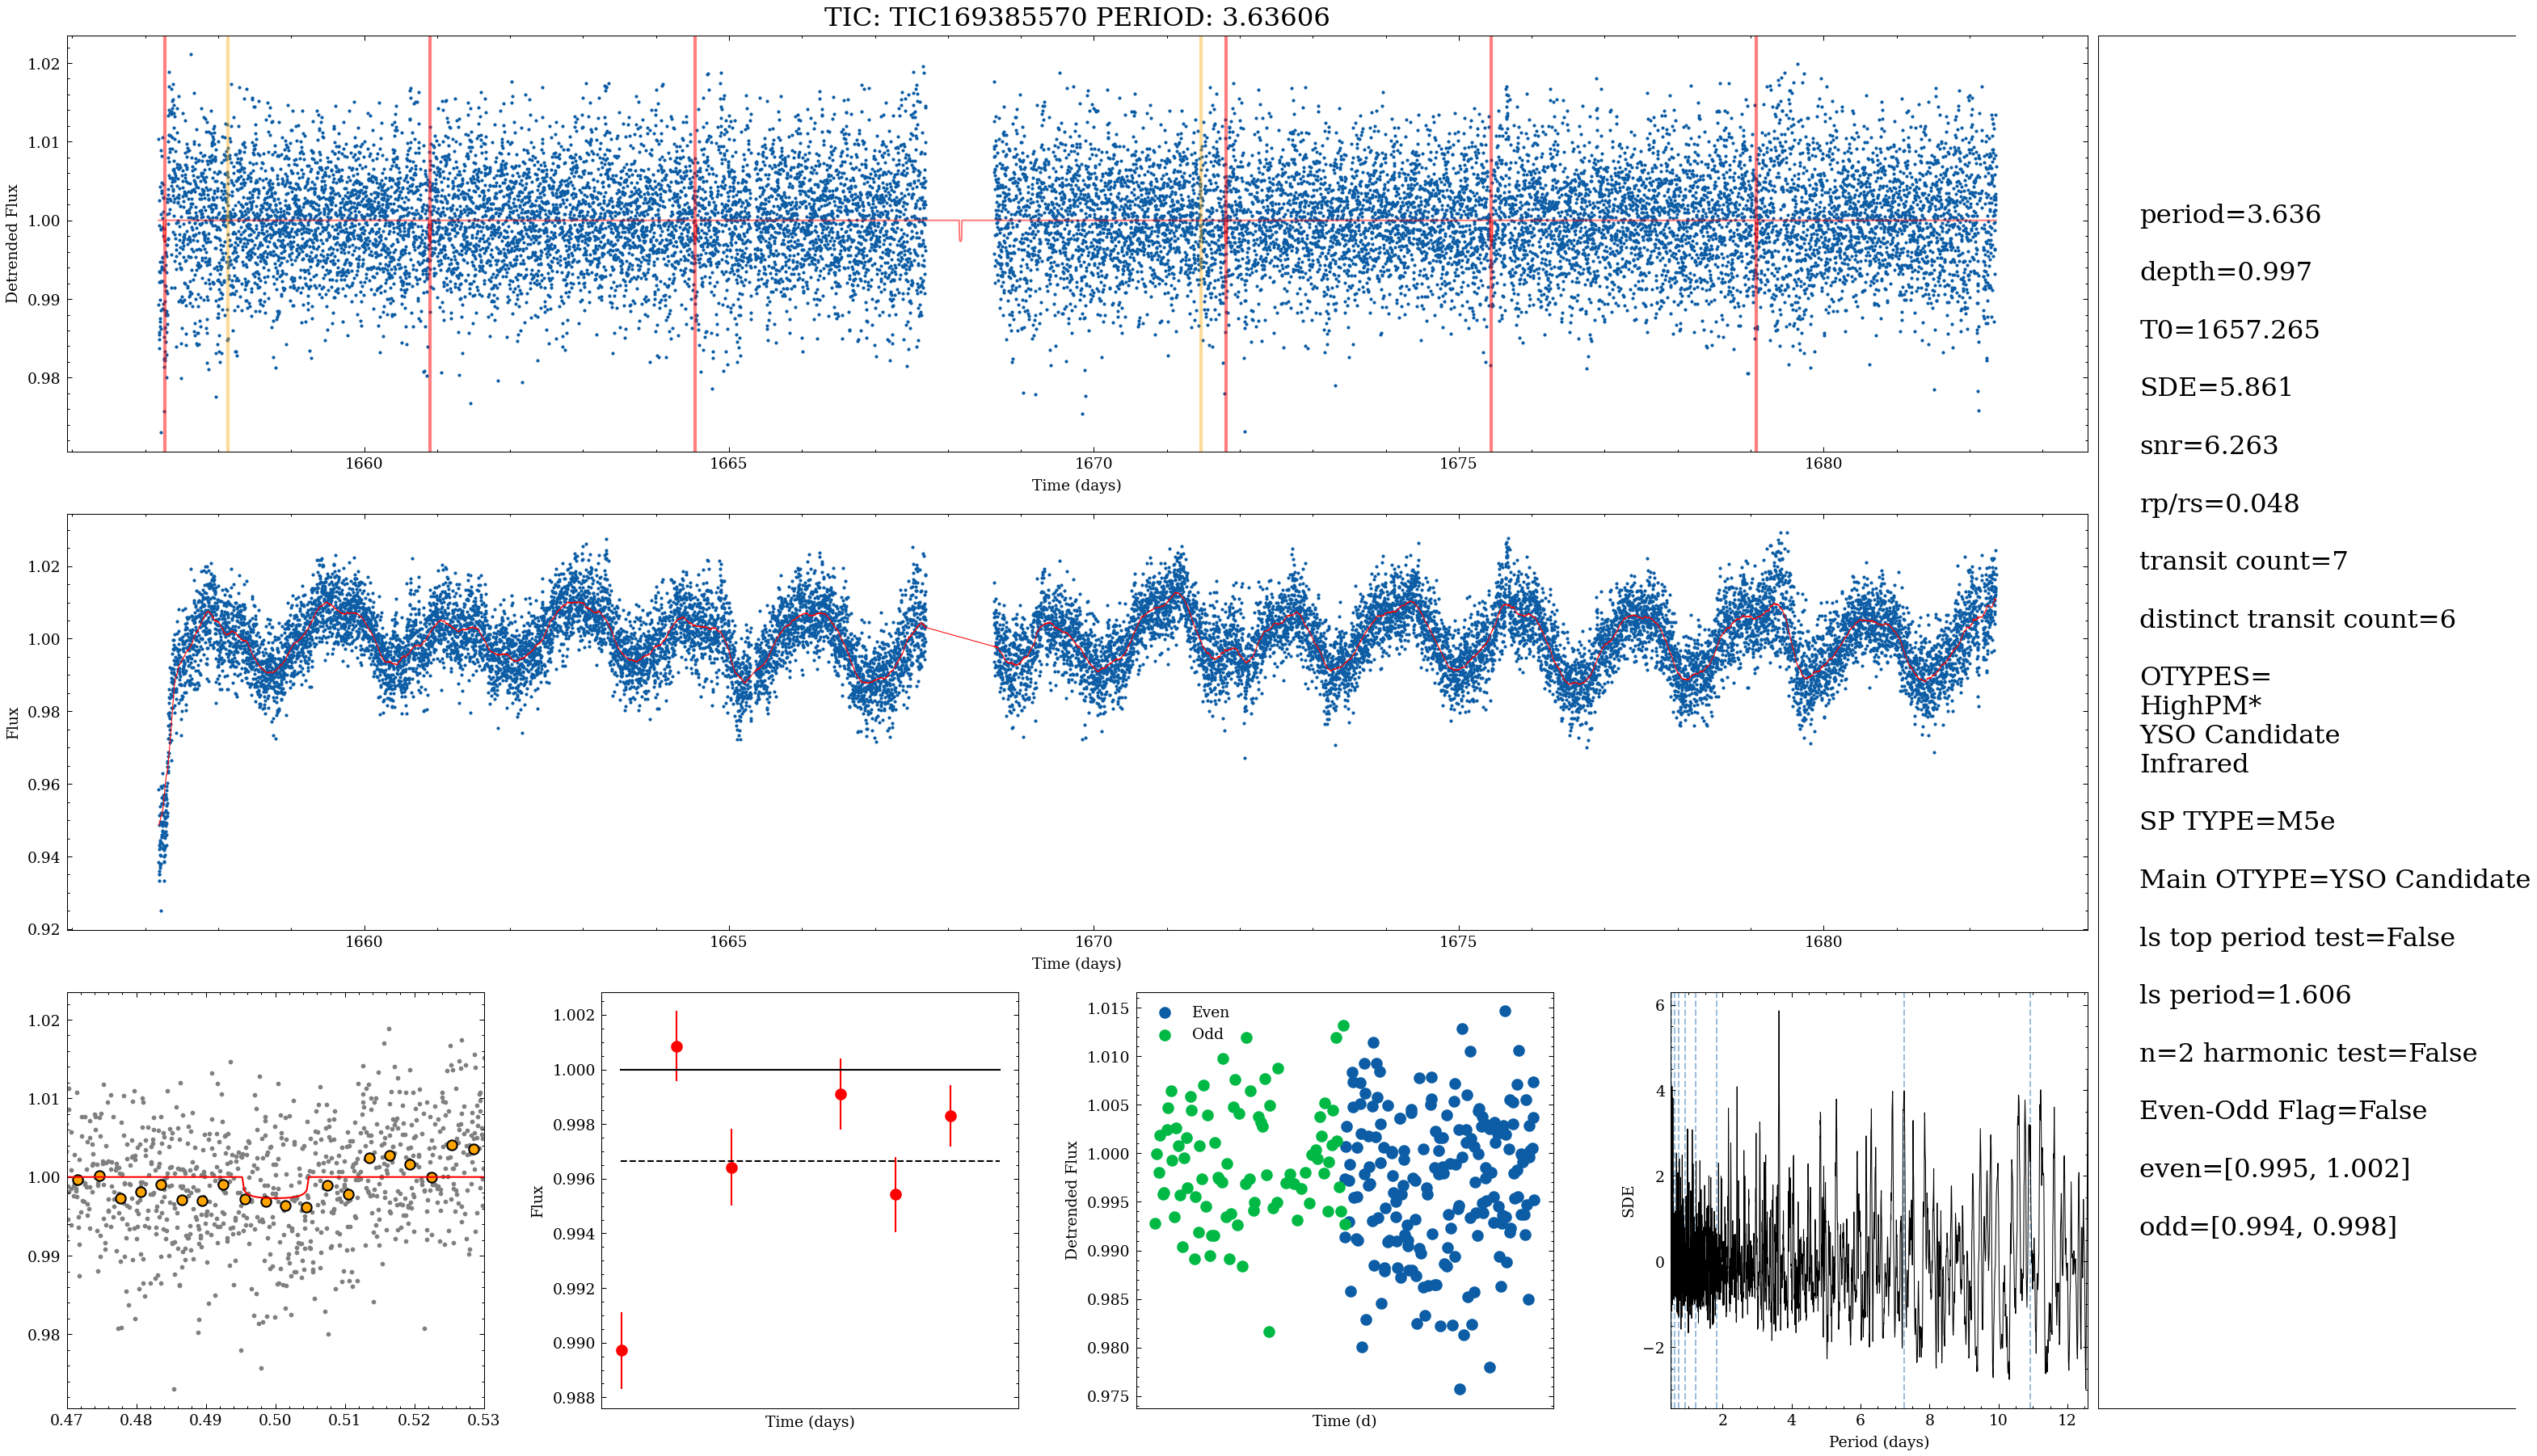 TIC: TIC169385570 PERIOD: 3.63606
1.02
1.01
1.00
0.99
0.98
Detrended Flux
1660
1665
1670
1675
1680
Time (days)
1.02
1.00
0.98
0.96
0.94
0.92
Flux
1660
1665
1670
1675
1680
Time (days)
1.02
1.01
1.00
0.99
0.98
0.47
0.48
0.49
0.50
0.51
0.52
0.53
1.002
1.000
0.998
0.996
0.994
0.992
0.990
0.988
Flux
Time (days)
1.015
1.010
1.005
1.000
0.995
0.990
0.985
0.980
0.975
Detrended Flux
Even
Odd
Time (d)
6
4
2
0
−2
SDE
2
4
6
8
10
12
Period (days)
period=3.636
depth=0.997
T0=1657.265
SDE=5.861
snr=6.263
rp/rs=0.048
transit count=7
distinct transit count=6
OTYPES=
HighPM*
YSO Candidate
Infrared
SP TYPE=M5e
Main OTYPE=YSO Candidate
ls top period test=False
ls period=1.606
n=2 harmonic test=False
Even-Odd Flag=False
even=[0.995, 1.002]
odd=[0.994, 0.998]